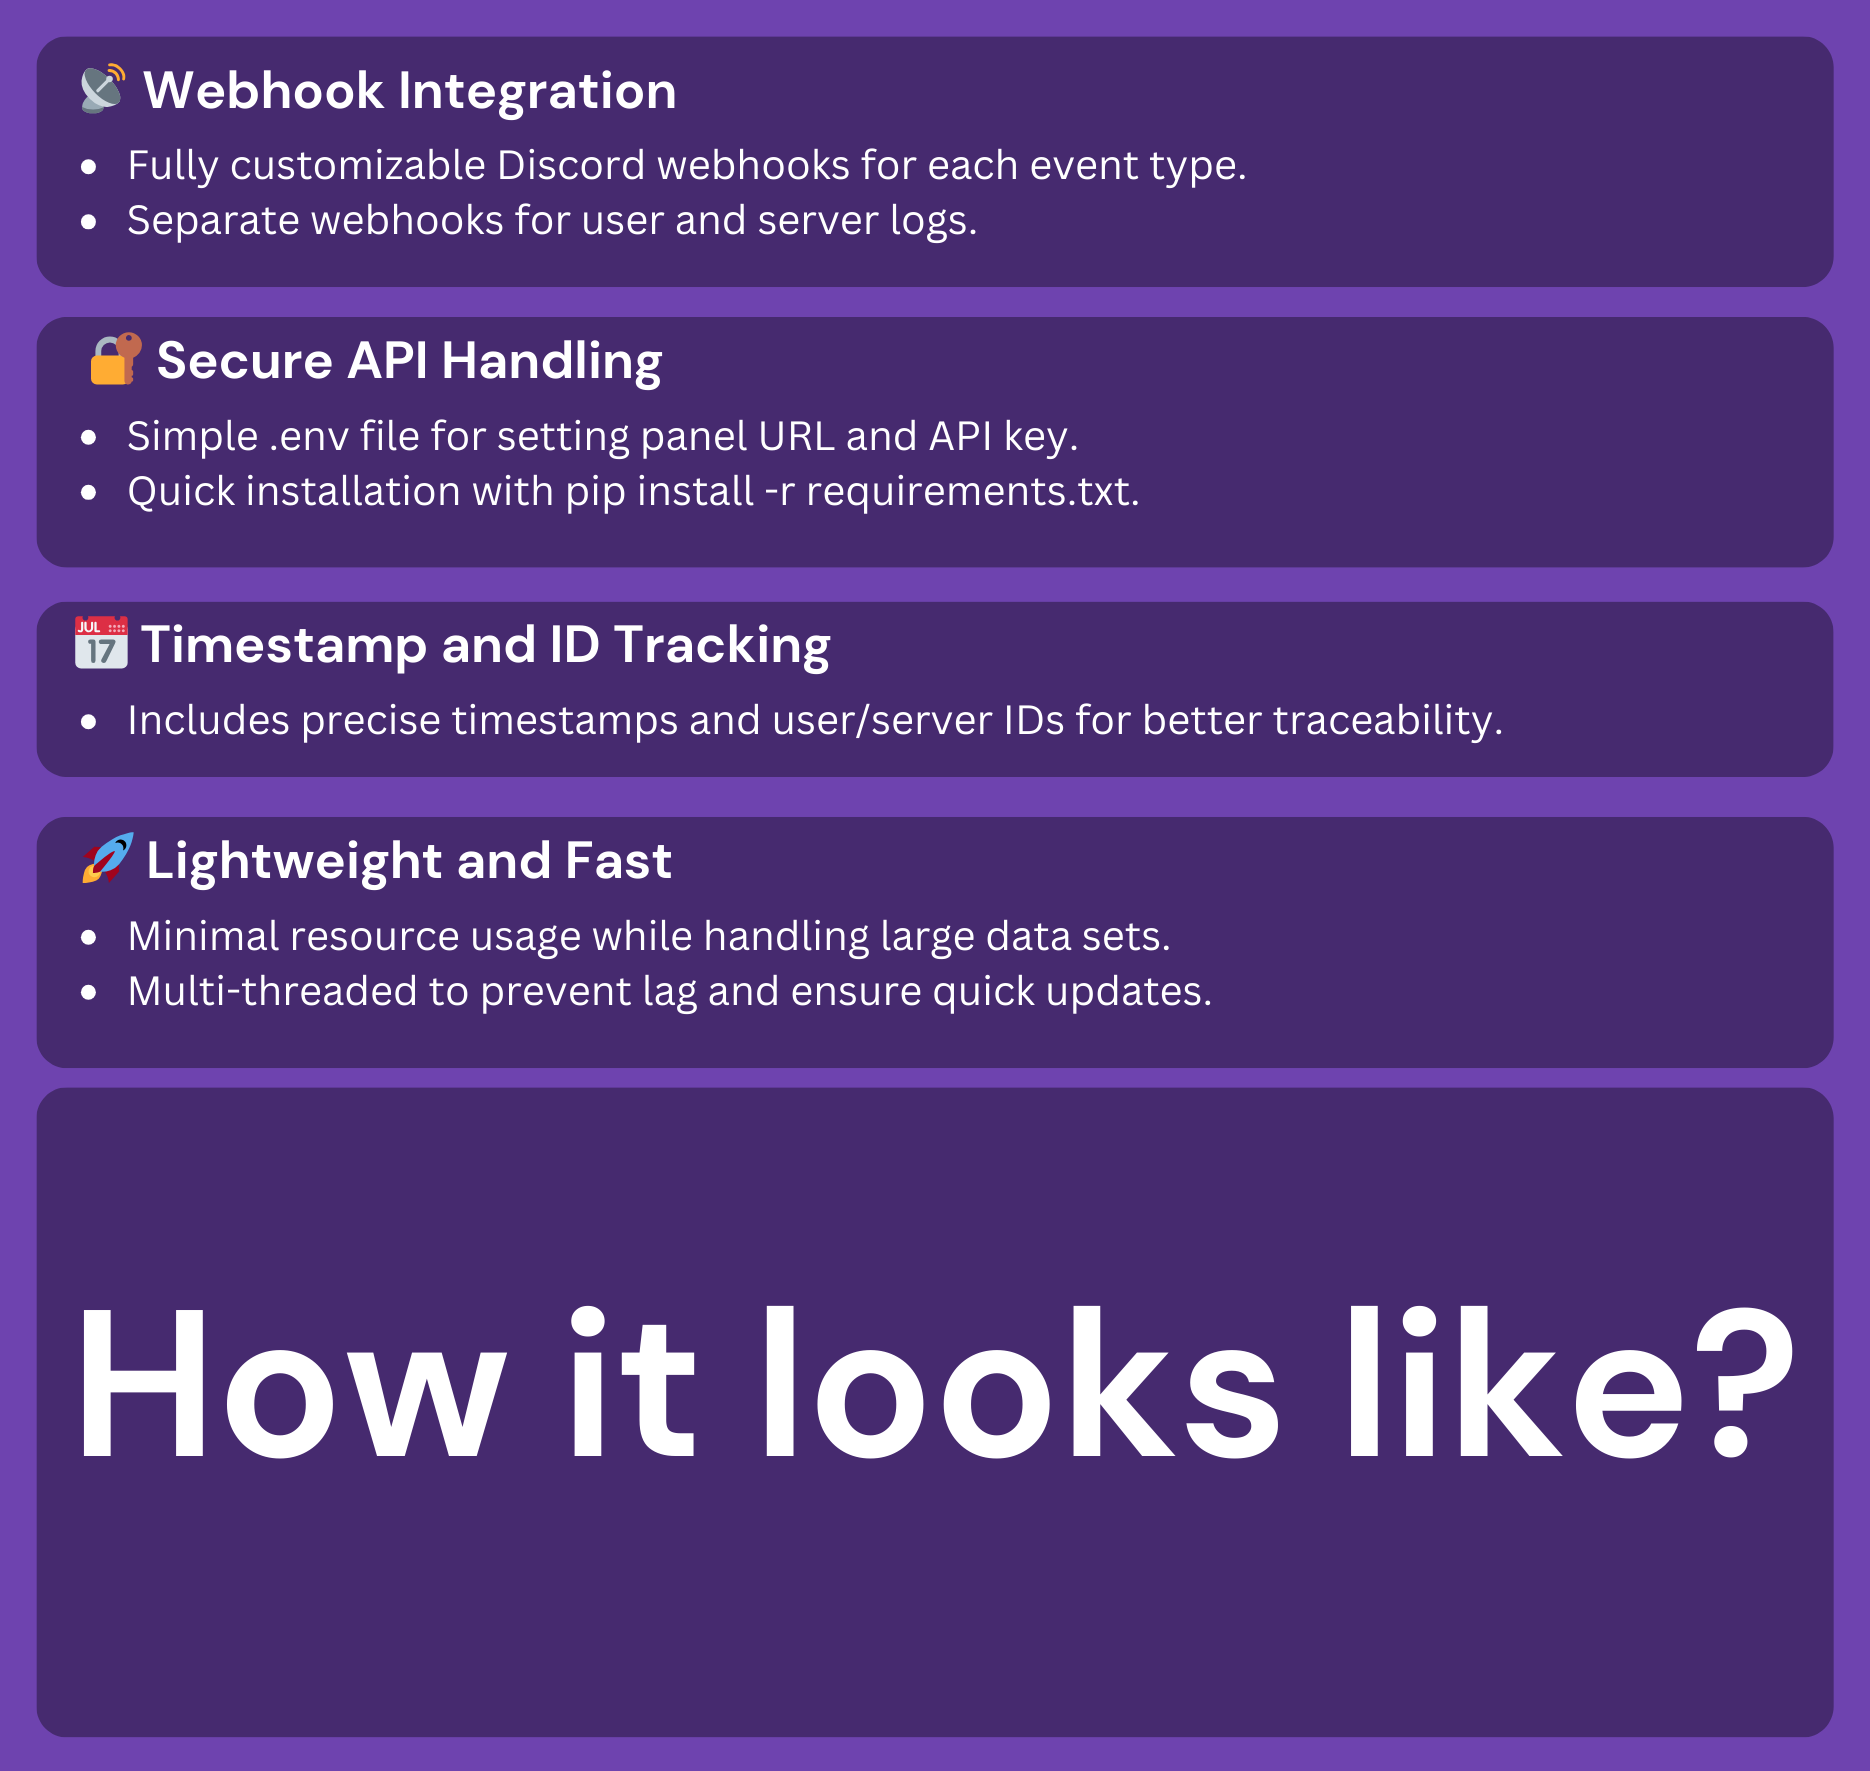 Webhook Integration
• Fully customizable Discord webhooks for each event type.
• Separate webhooks for user and server logs.
Secure API Handling
• Simple .env file for setting panel URL and API key.
• Quick installation with pip install -r requirements.txt.
JUL
17
Timestamp and ID Tracking
• Includes precise timestamps and user/server IDs for better traceability.
Lightweight and Fast
• Minimal resource usage while handling large data sets.
• Multi-threaded to prevent lag and ensure quick updates.
How it looks like?